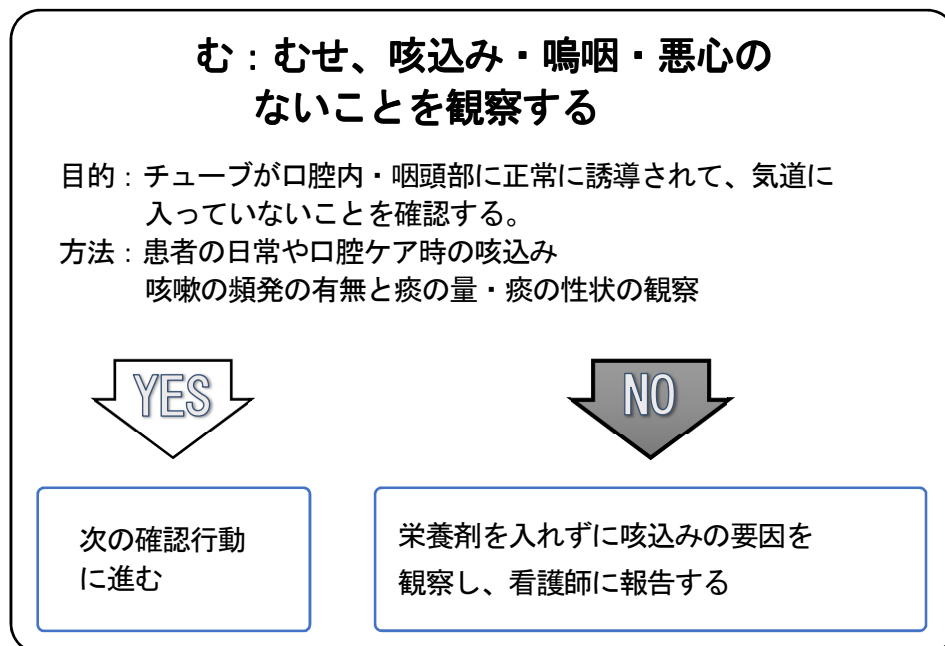 む：むせ、咳込み・嗚咽・悪心の
ないことを観察する
目的：チューブが口腔内・咽頭部に正常に誘導されて、気道に
入っていないことを確認する。
方法：患者の日常や口腔ケア時の咳込み
咳嗽の頻発の有無と痰の量・痰の性状の観察
YES
NO
次の確認行動
に進む
栄養剤を入れずに咳込みの要因を
観察し、看護師に報告する